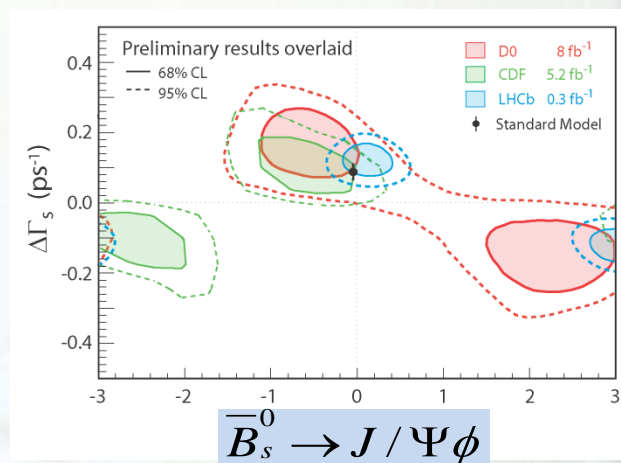 Preliminary results overlaid
68% CL
95% CL
D0 8 fb⁻¹
CDF 5.2 fb⁻¹
LHCb 0.3 fb⁻¹
Standard Model
ΔΓₛ (ps⁻¹)
0.4
0.2
0.0
-0.2
-0.4
-3 -2 -1 0 1 2 3
B̅ₛ⁰ → J / Ψϕ